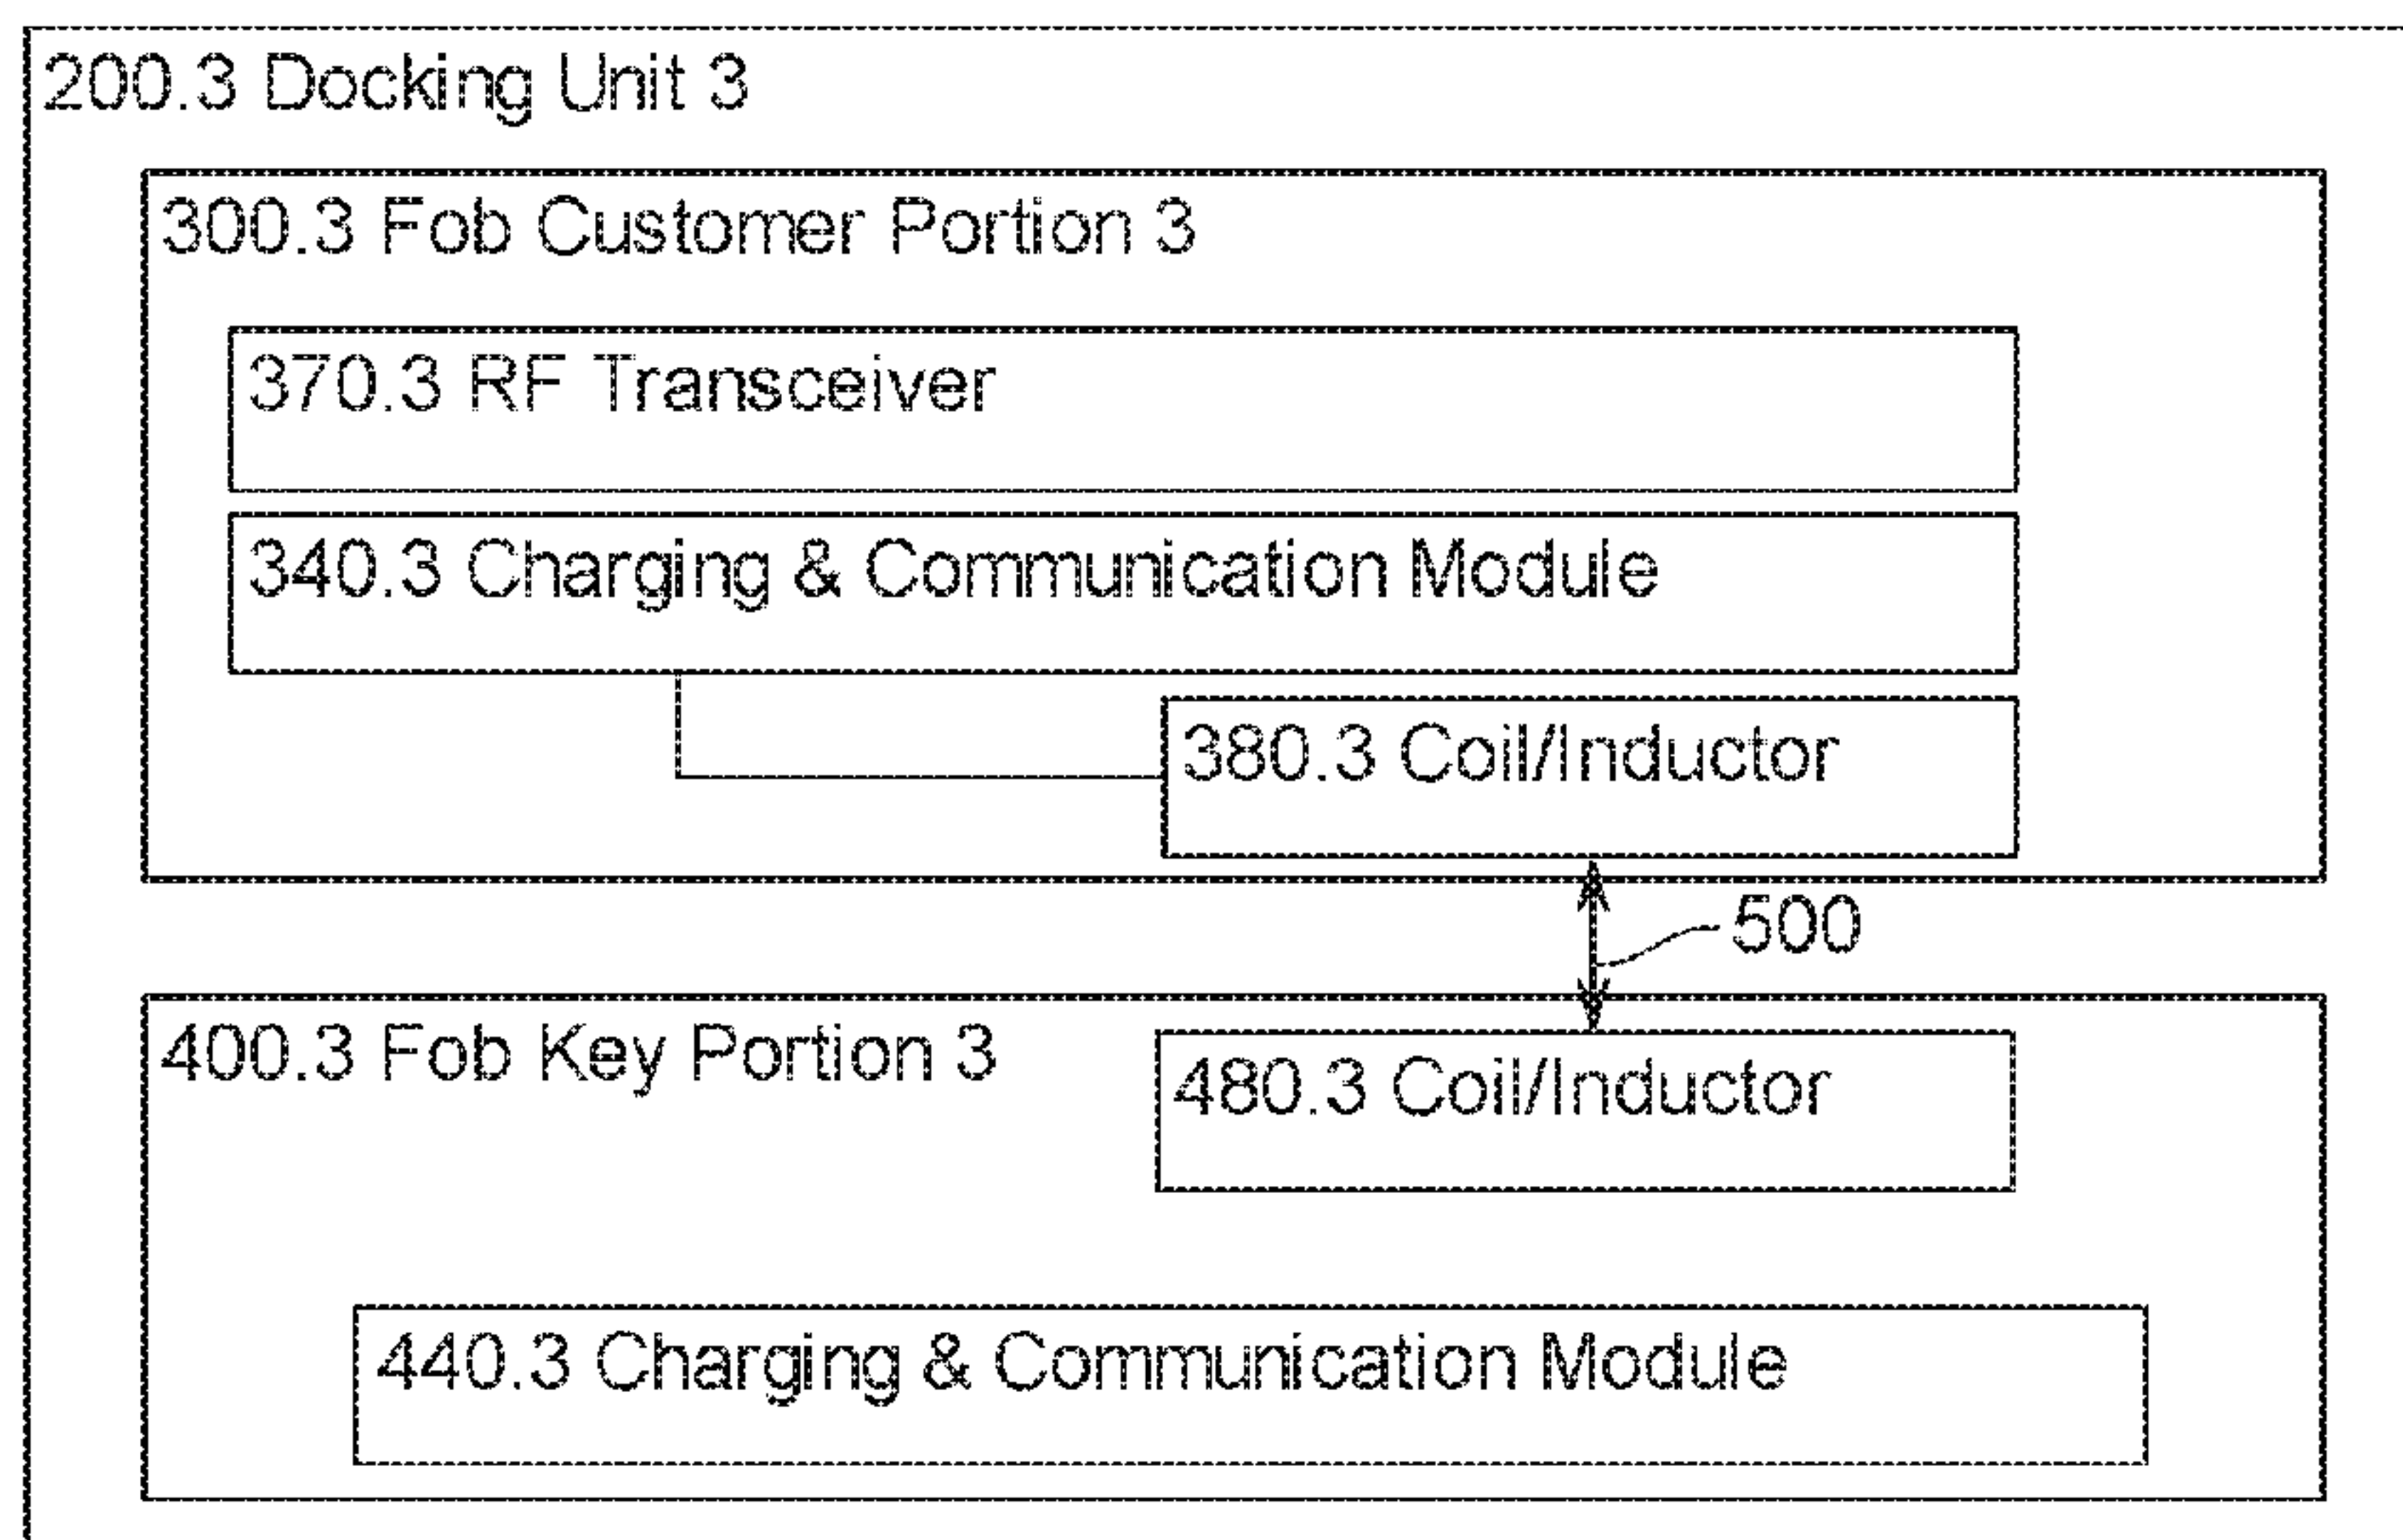 200.3 Docking Unit 3
300.3 Fob Customer Portion 3
370.3 RF Transceiver
340.3 Charging & Communication Module
380.3 Coil/Inductor
500
400.3 Fob Key Portion 3
480.3 Coil/Inductor
440.3 Charging & Communication Module